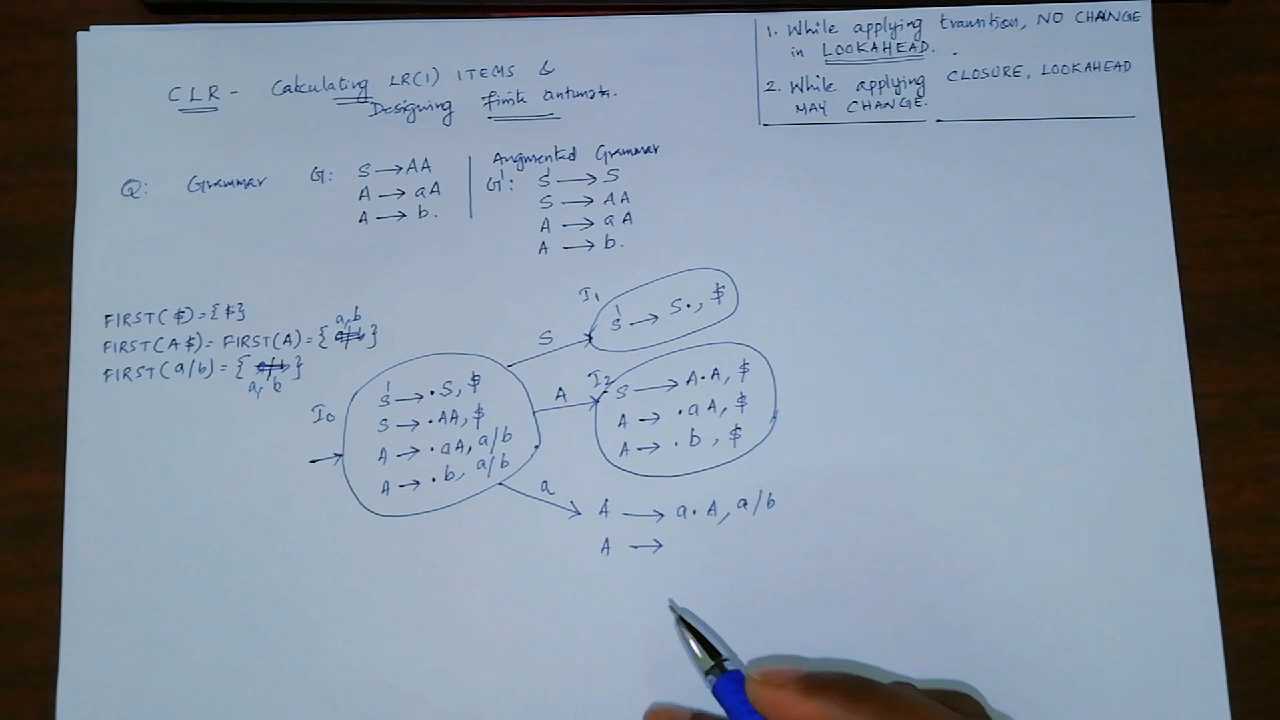 CLR - Calculating LR(1) ITEMS &
Designing finite automata.
1. While applying transition, NO CHANGE
in LOOKAHEAD.
2. While applying CLOSURE, LOOKAHEAD
MAY CHANGE.
Q: Grammar G: S → AA
A → aA
A → b.
Augmented Grammar
G': S' → S
S → AA
A → aA
A → b.
FIRST($) = {$}
a,b
FIRST(A$) = FIRST(A) = {a/b}
FIRST(a/b) = {a/b}
a, b
I0
S' → .S, $
S → .AA, $
A → .aA, a/b
A → .b, a/b
S
I1
S' → S., $
A
I2
S → A.A, $
A → .aA, $
A → .b, $
a
A → a.A, a/b
A →